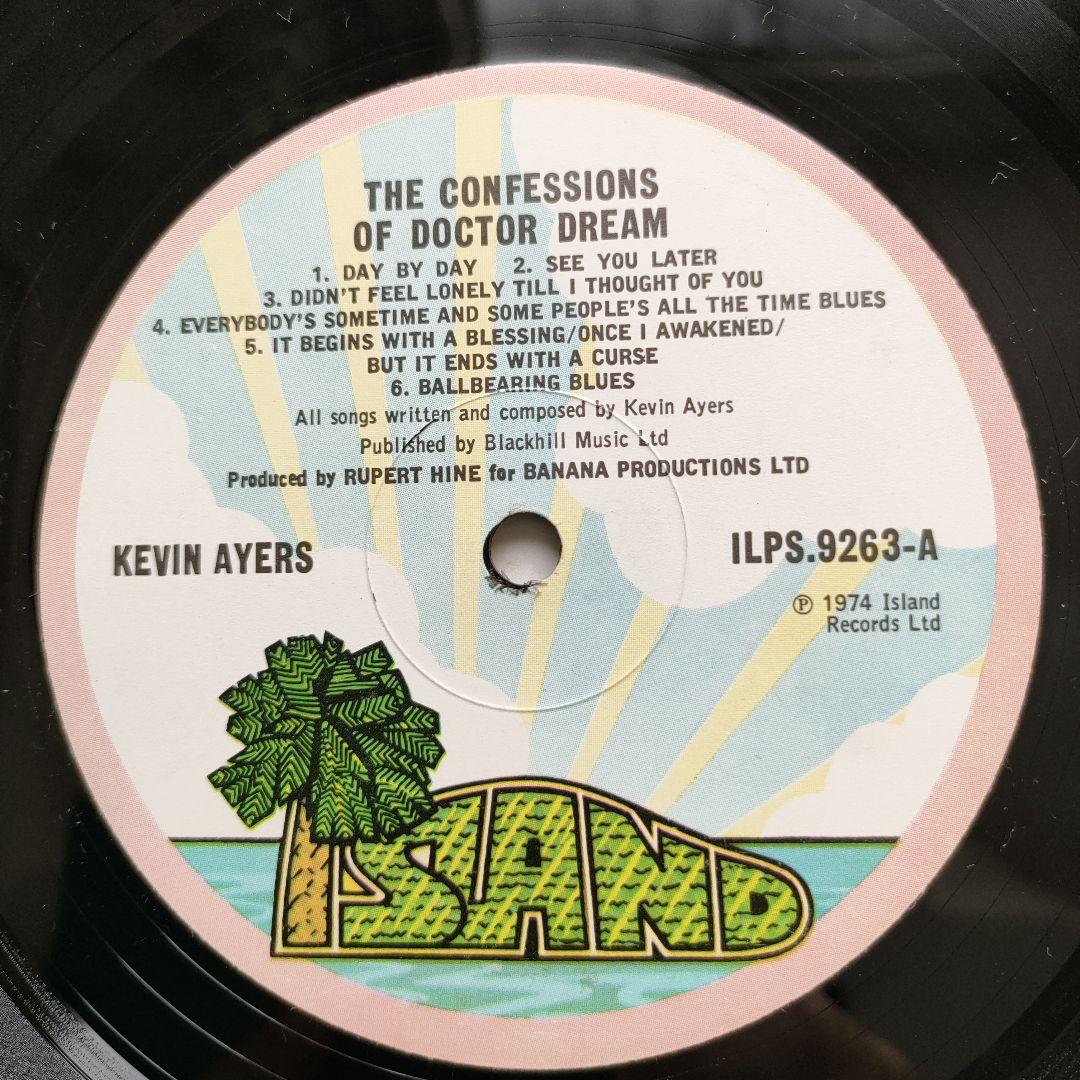 THE CONFESSIONS
OF DOCTOR DREAM
1. DAY BY DAY 2. SEE YOU LATER
3. DIDN'T FEEL LONELY TILL I THOUGHT OF YOU
4. EVERYBODY'S SOMETIME AND SOME PEOPLE'S ALL THE TIME BLUES
5. IT BEGINS WITH A BLESSING/ONCE I AWAKENED/
BUT IT ENDS WITH A CURSE
6. BALLBEARING BLUES
All songs written and composed by Kevin Ayers
Published by Blackhill Music Ltd
Produced by RUPERT HINE for BANANA PRODUCTIONS LTD
KEVIN AYERS
ILPS.9263-A
℗ 1974 Island
Records Ltd
ISLAND